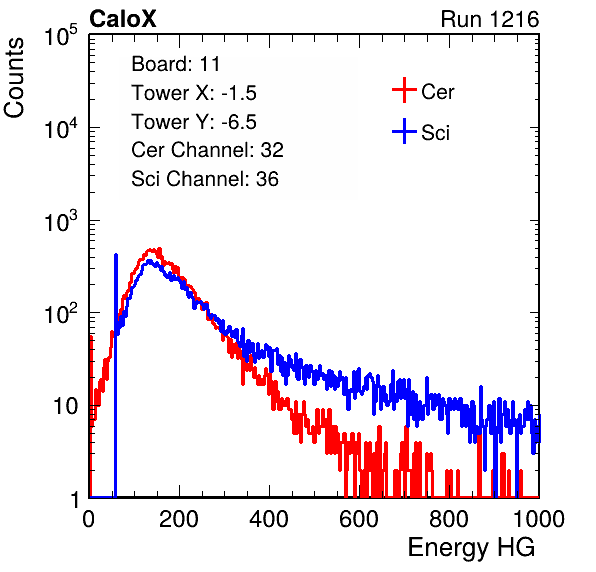 CaloX Run 1216
Counts
Board: 11
Tower X: -1.5
Tower Y: -6.5
Cer Channel: 32
Sci Channel: 36
Cer
Sci
10^5
10^4
10^3
10^2
10
1
0 200 400 600 800 1000
Energy HG